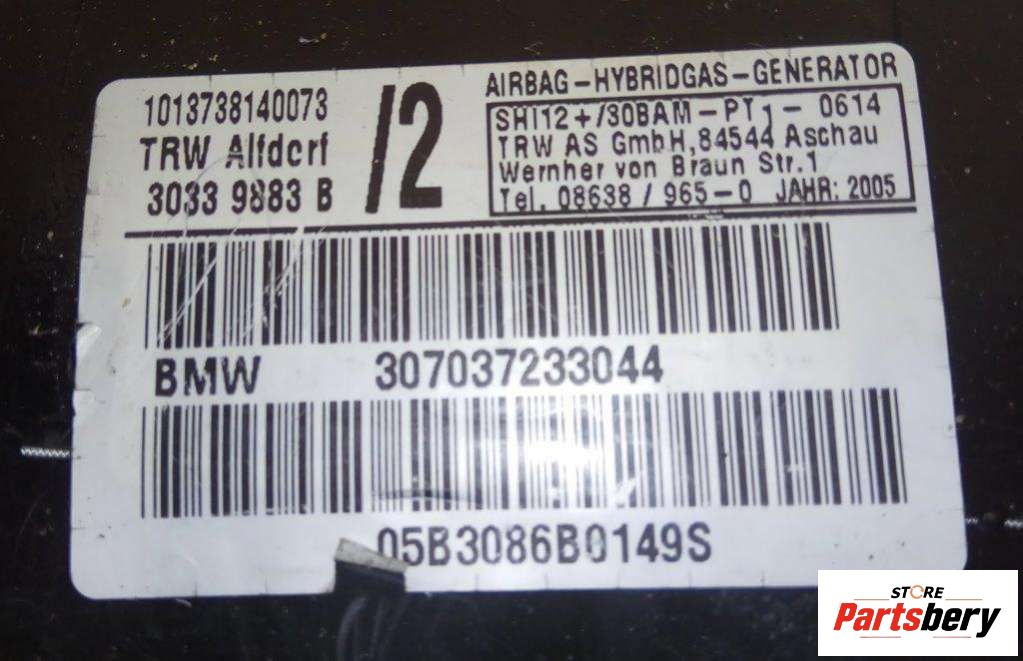 1013738140073
TRW Alfdorf
3033 9883 B
/2
AIRBAG-HYBRIDGAS-GENERATOR
SHI12+/30BAM-PT1-0614
TRW AS GmbH,84544 Aschau
Wernher von Braun Str.1
Tel. 08638 / 965-0 JAHR: 2005
BMW 307037233044
05B3086B0149S
STORE
Partsbery